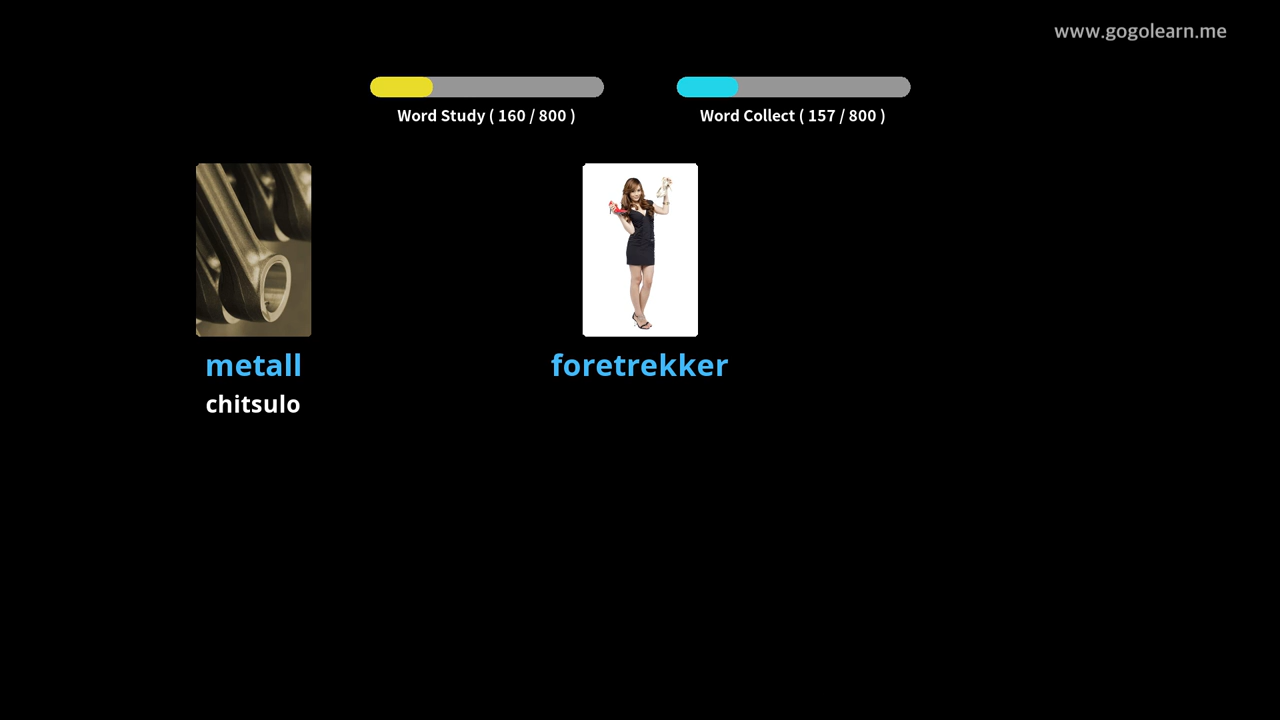 www.gogolearn.me
Word Study ( 160 / 800 )
Word Collect ( 157 / 800 )
metall
foretrekker
chitsulo